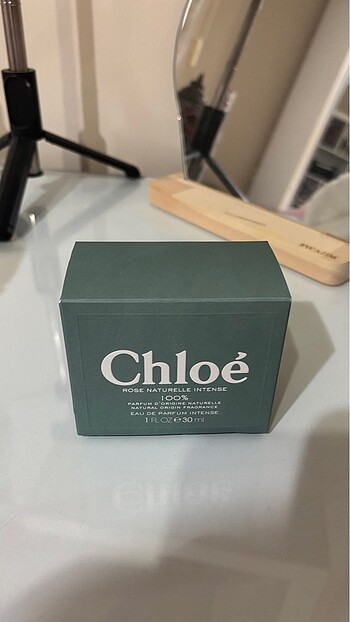 Chloé
ROSE NATURELLE INTENSE
100%
PARFUM D'ORIGINE NATURELLE
NATURAL ORIGIN FRAGRANCE
EAU DE PARFUM INTENSE
1 FL. OZ ℮ 30 ml